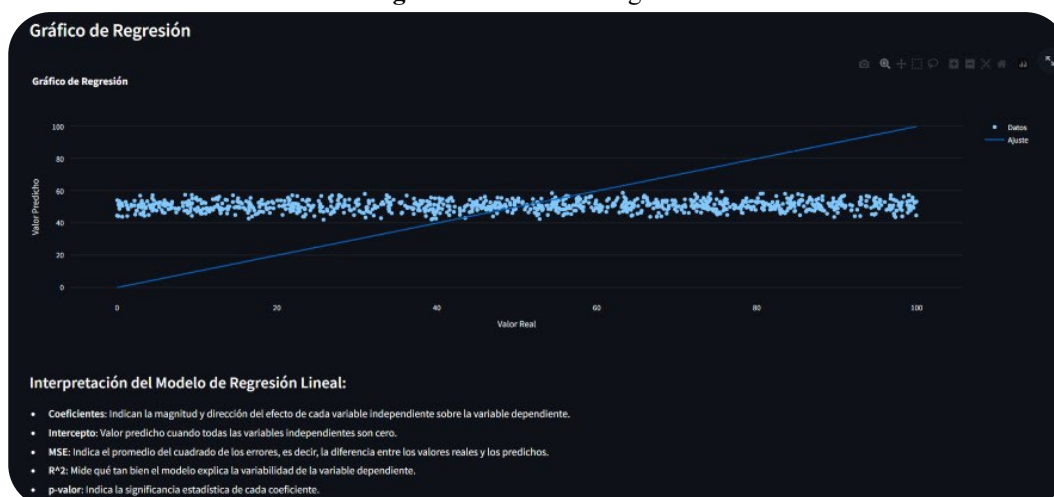 Gráfico de Regresión
Gráfico de Regresión
Datos
Ajuste
100
80
60
40
20
0
Valor Predicho
0 20 40 60 80 100
Valor Real
Interpretación del Modelo de Regresión Lineal:
• Coeficientes: Indican la magnitud y dirección del efecto de cada variable independiente sobre la variable dependiente.
• Intercepto: Valor predicho cuando todas las variables independientes son cero.
• MSE: Indica el promedio del cuadrado de los errores, es decir, la diferencia entre los valores reales y los predichos.
• R^2: Mide qué tan bien el modelo explica la variabilidad de la variable dependiente.
• p-valor: Indica la significancia estadística de cada coeficiente.